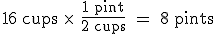 16 cups × 1 pint / 2 cups = 8 pints